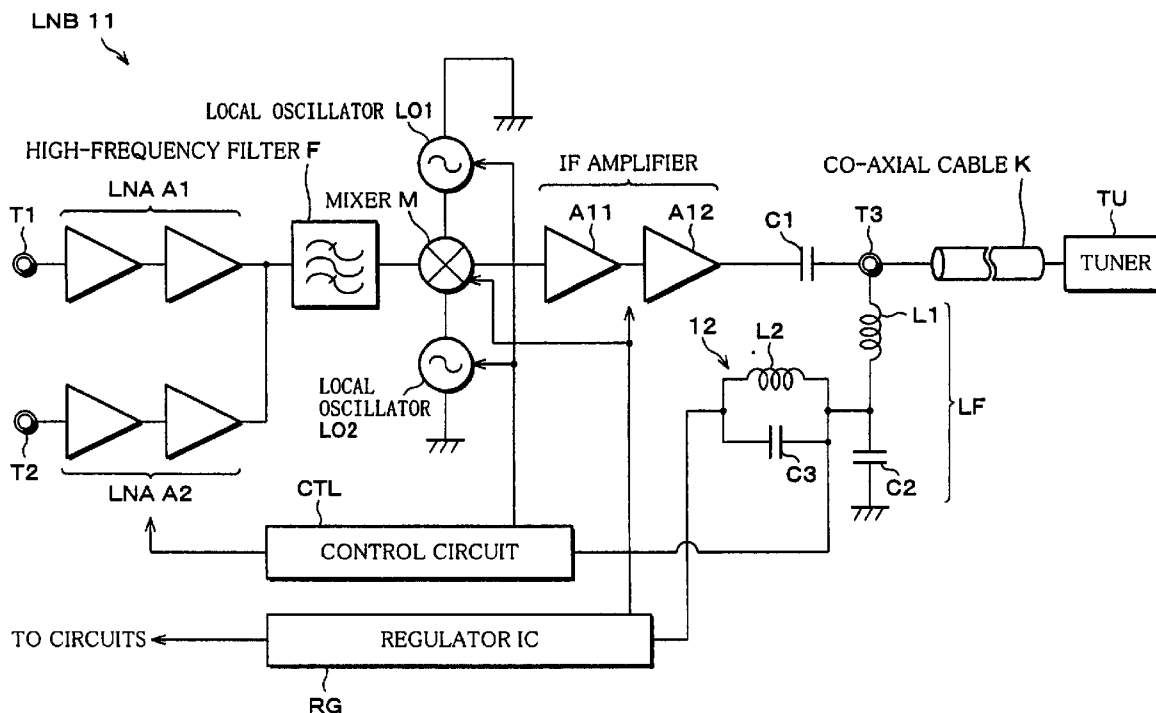 LNB 11
LOCAL OSCILLATOR LO1
HIGH-FREQUENCY FILTER F
LNA A1
MIXER M
IF AMPLIFIER
CO-AXIAL CABLE K
T1
A11
A12
C1
T3
TU
TUNER
L1
12
L2
LF
LOCAL
OSCILLATOR
LO2
T2
C3
C2
LNA A2
CTL
CONTROL CIRCUIT
TO CIRCUITS
REGULATOR IC
RG